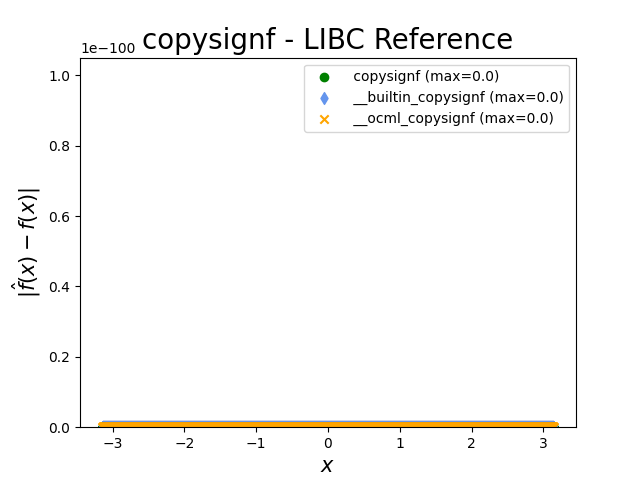 copysignf - LIBC Reference
1e−100
copysignf (max=0.0)
__builtin_copysignf (max=0.0)
__ocml_copysignf (max=0.0)
1.0
0.8
0.6
0.4
0.2
0.0
|f̂(x) − f(x)|
−3
−2
−1
0
1
2
3
x